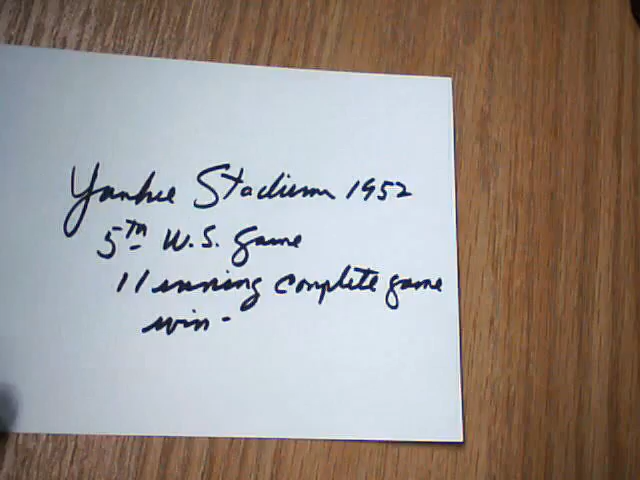 Yankee Stadium 1952
5th W.S. Game
11 inning complete game
win-